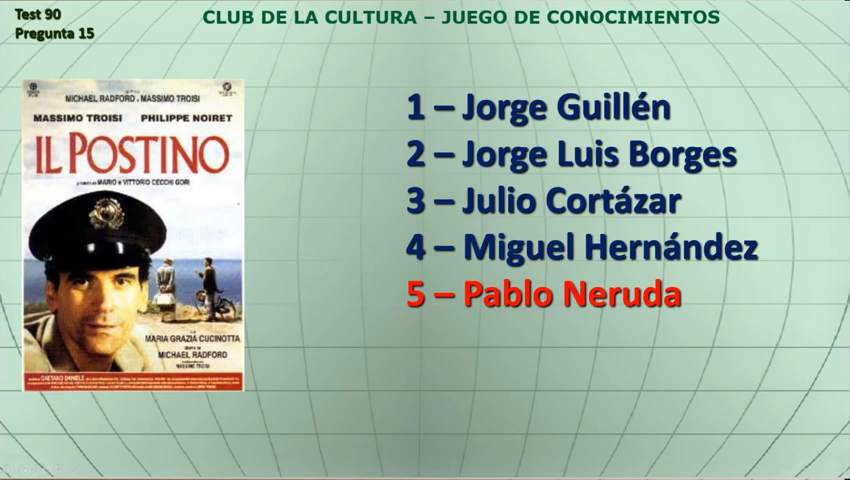 Test 90
Pregunta 15
CLUB DE LA CULTURA – JUEGO DE CONOCIMIENTOS
MICHAEL RADFORD e MASSIMO TROISI
MASSIMO TROISI PHILIPPE NOIRET
IL POSTINO
MARIO e VITTORIO CECCHI GORI
MARIA GRAZIA CUCINOTTA
MICHAEL RADFORD
MASSIMO TROISI
GAETANO DANIELE
1 – Jorge Guillén
2 – Jorge Luis Borges
3 – Julio Cortázar
4 – Miguel Hernández
5 – Pablo Neruda